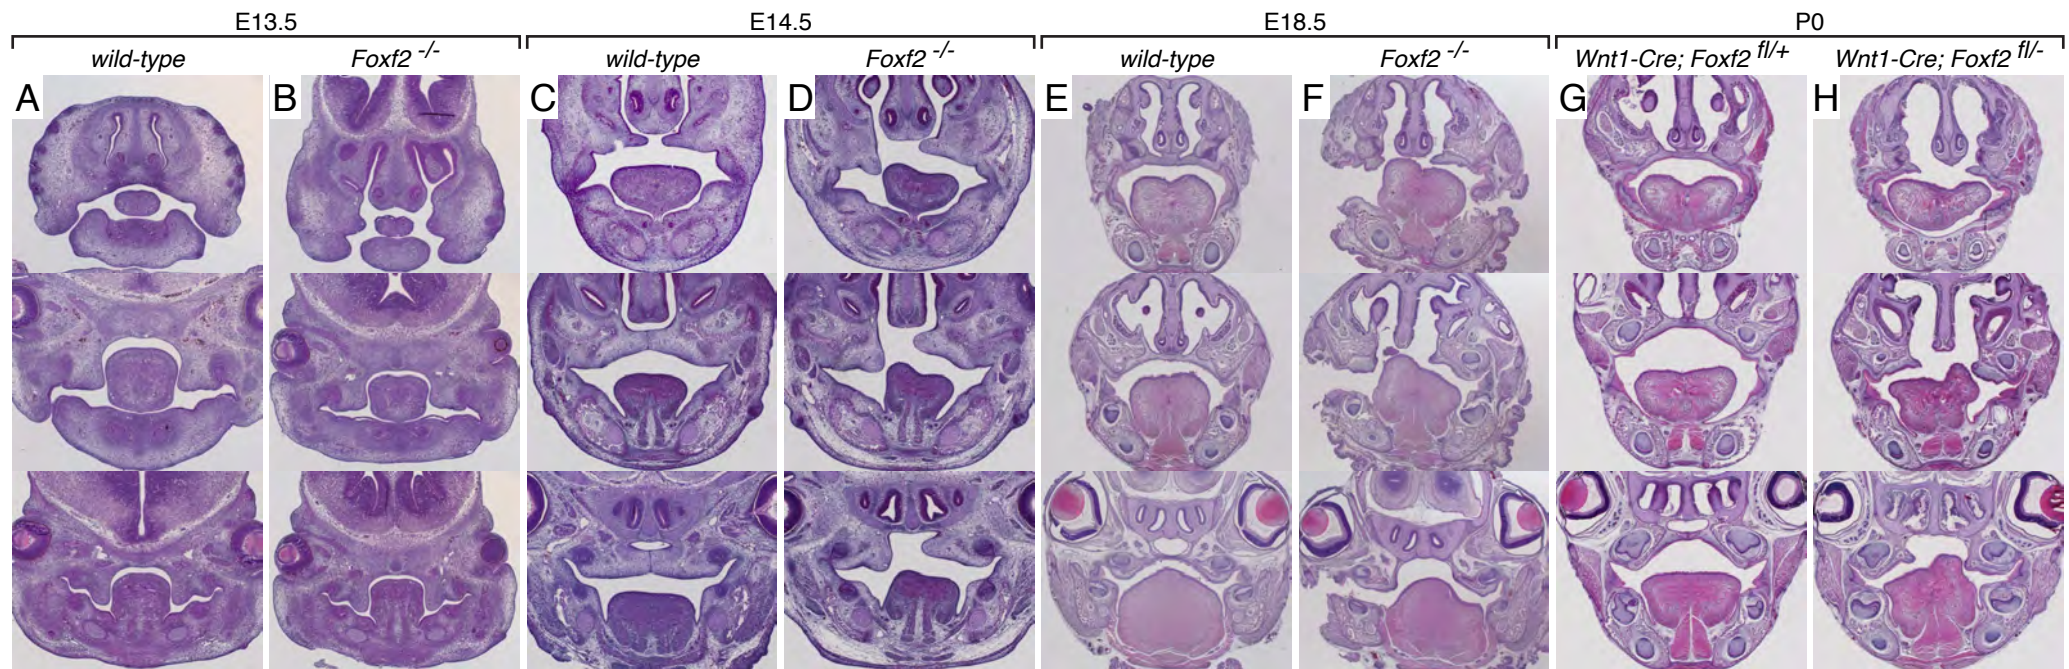 E13.5 E14.5 E18.5 P0
wild-type Foxf2 -/- wild-type Foxf2 -/- wild-type Foxf2 -/- Wnt1-Cre; Foxf2 fl/+ Wnt1-Cre; Foxf2 fl/-
A B C D E F G H